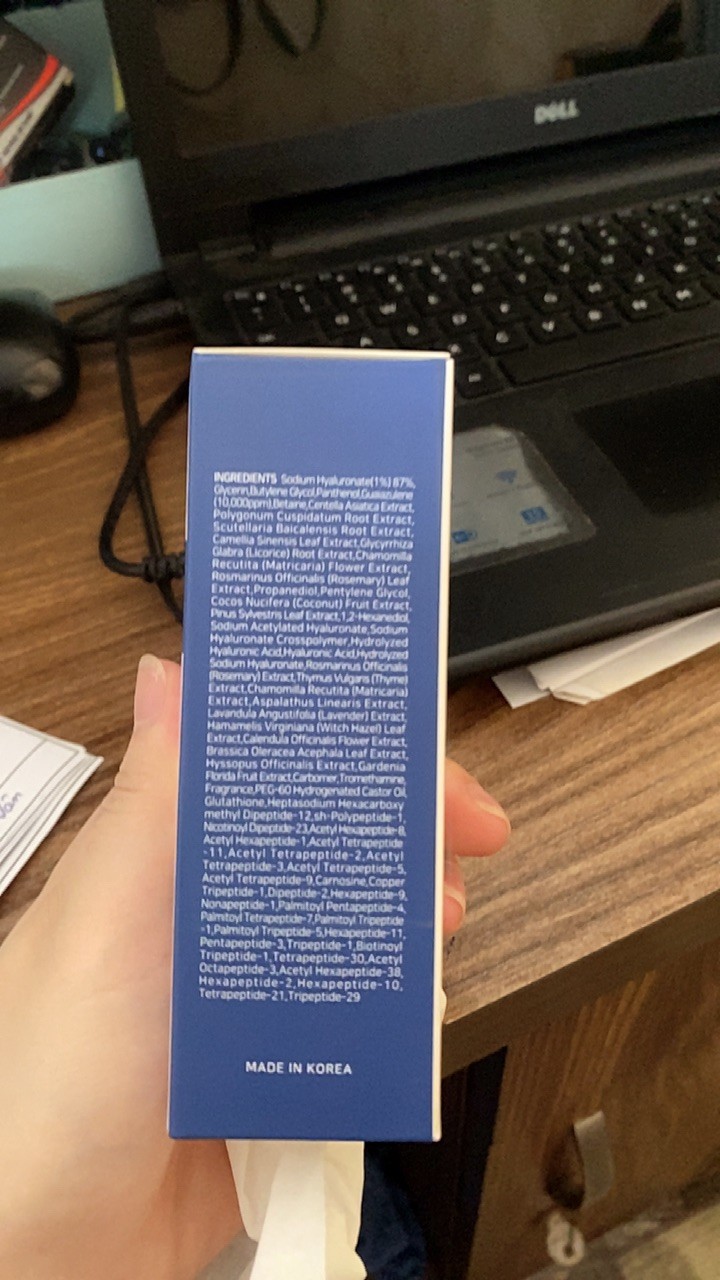 DELL
INGREDIENTS Sodium Hyaluronate(1%) 87%,
Glycerin,Butylene Glycol,Panthenol,Guaiazulene
(10,000ppm),Betaine,Centella Asiatica Extract,
Polygonum Cuspidatum Root Extract,
Scutellaria Baicalensis Root Extract,
Camellia Sinensis Leaf Extract,Glycyrrhiza
Glabra (Licorice) Root Extract,Chamomilla
Recutita (Matricaria) Flower Extract,
Rosmarinus Officinalis (Rosemary) Leaf
Extract,Propanediol,Pentylene Glycol,
Cocos Nucifera (Coconut) Fruit Extract,
Pinus Sylvestris Leaf Extract,1,2-Hexanediol,
Sodium Acetylated Hyaluronate,Sodium
Hyaluronate Crosspolymer,Hydrolyzed
Hyaluronic Acid,Hyaluronic Acid,Hydrolyzed
Sodium Hyaluronate,Rosmarinus Officinalis
(Rosemary) Extract,Thymus Vulgaris (Thyme)
Extract,Chamomilla Recutita (Matricaria)
Extract,Aspalathus Linearis Extract,
Lavandula Angustifolia (Lavender) Extract,
Hamamelis Virginiana (Witch Hazel) Leaf
Extract,Calendula Officinalis Flower Extract,
Brassica Oleracea Acephala Leaf Extract,
Hyssopus Officinalis Extract,Gardenia
Florida Fruit Extract,Carbomer,Tromethamine,
Fragrance,PEG-60 Hydrogenated Castor Oil,
Glutathione,Heptasodium Hexacarboxy
methyl Dipeptide-12,sh-Polypeptide-1,
Nicotinoyl Dipeptide-23,Acetyl Hexapeptide-8,
Acetyl Hexapeptide-1,Acetyl Tetrapeptide
-11,Acetyl Tetrapeptide-2,Acetyl
Tetrapeptide-3,Acetyl Tetrapeptide-5,
Acetyl Tetrapeptide-9,Carnosine,Copper
Tripeptide-1,Dipeptide-2,Hexapeptide-9,
Nonapeptide-1,Palmitoyl Pentapeptide-4,
Palmitoyl Tetrapeptide-7,Palmitoyl Tripeptide
-1,Palmitoyl Tripeptide-5,Hexapeptide-11,
Pentapeptide-3,Tripeptide-1,Biotinoyl
Tripeptide-1,Tetrapeptide-30,Acetyl
Octapeptide-3,Acetyl Hexapeptide-38,
Hexapeptide-2,Hexapeptide-10,
Tetrapeptide-21,Tripeptide-29
MADE IN KOREA